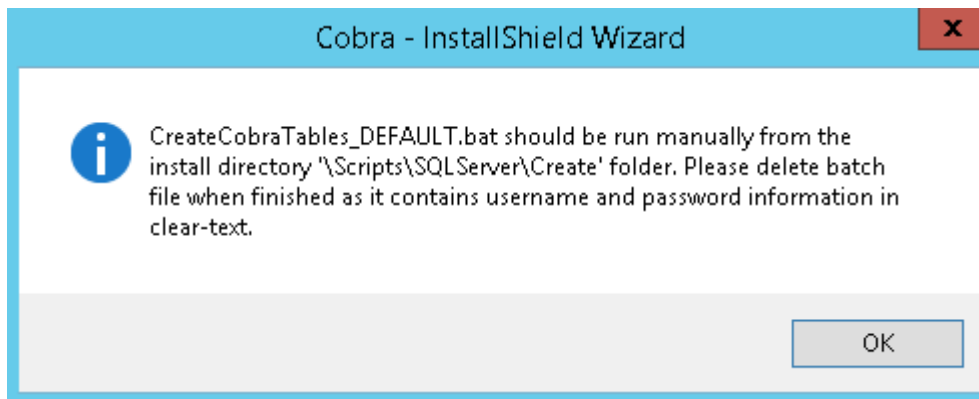 Cobra - InstallShield Wizard
x
CreateCobraTables_DEFAULT.bat should be run manually from the
install directory '\Scripts\SQLServer\Create' folder. Please delete batch
file when finished as it contains username and password information in
clear-text.
OK